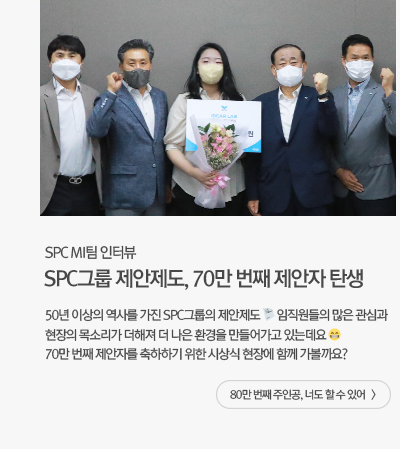 원
SPC MI팀 인터뷰
SPC그룹 제안제도, 70만 번째 제안자 탄생
50년 이상의 역사를 가진 SPC그룹의 제안제도 임직원들의 많은 관심과
현장의 목소리가 더해져 더 나은 환경을 만들어가고 있는데요
70만 번째 제안자를 축하하기 위한 시상식 현장에 함께 가볼까요?
80만 번째 주인공, 너도 할 수 있어 〉